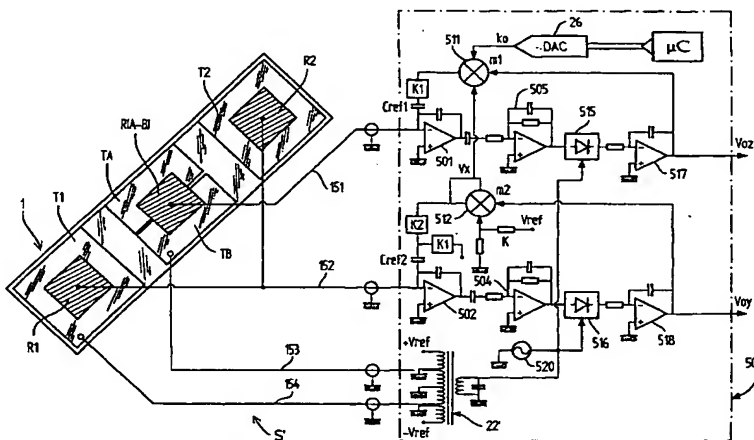 26
511
ko
DAC
µC
T2
R2
m1
K1
505
515
R1A-B1
Cref1
TA
501
517
Voz
151
Vx
T1
512
m2
1
K2
Vref
TB
K1
K
152
Cref2
504
R1
502
516
518
Voy
+Vref
520
153
50
154
S'
-Vref
22'